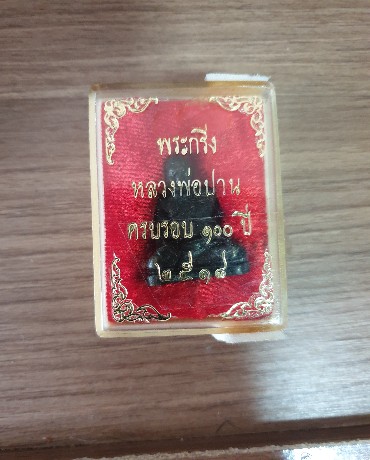 พระกริ่ง
หลวงพ่อปาน
ครบรอบ ๑๐๐ ปี
๒๕๑๘